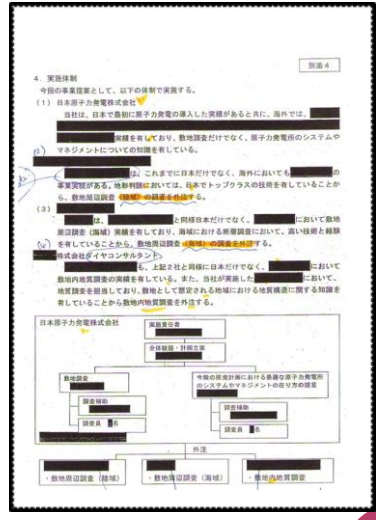 別添4
4. 実施体制
今回の事業提案として、以下の体制で実施する。
(1) 日本原子力発電株式会社
当社は、日本で最初に原子力発電の導入した実績があると共に、海外では、
実績を有しており、敷地調査だけでなく、原子力発電所のシステムや
マネジメントについての知識を有している。
(2)
は、これまでに日本だけでなく、海外においても の
事業実績がある。地形判読においては、日本でトップクラスの技術を有していることか
ら、敷地周辺調査(陸域)の調査を外注する。
(3)
は、 と同様日本だけでなく、 において敷地
周辺調査(海域)実績を有しており、海域における断層調査において、高い技術と経験
を有していることから、敷地周辺調査(海域)の調査を外注する。
(4)
株式会社ダイヤコンサルタント
も、上記2社と同様に日本だけでなく、 において
敷地内地質調査の実績を有している。また、当社が実施した において、
地質調査を担当しており、敷地として想定される地域における地質構造に関する知識を
有していることから敷地内地質調査を外注する。
日本原子力発電株式会社
実施責任者
全体統括・計画立案
敷地調査
今後の原発計画における最適な原子力発電所
のシステムやマネジメントの在り方の提言
調査補助
調査員 名
調査補助
調査員 名
外注
・敷地周辺調査(陸域)
・敷地周辺調査(海域)
・敷地内地質調査